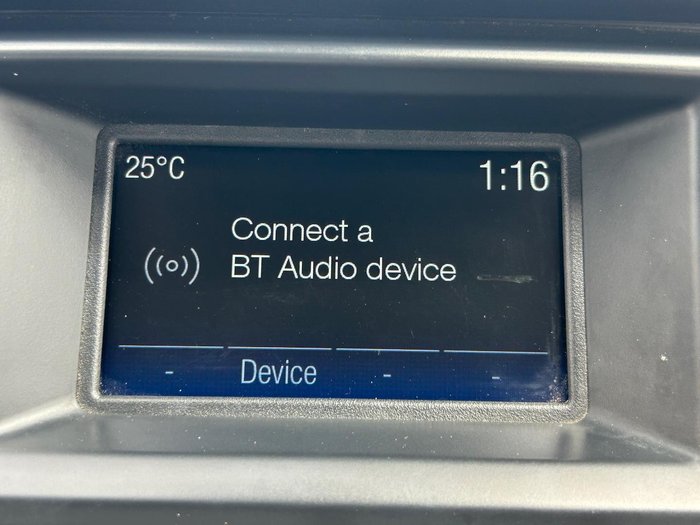 25°C 1:16
Connect a
BT Audio device
- Device - -